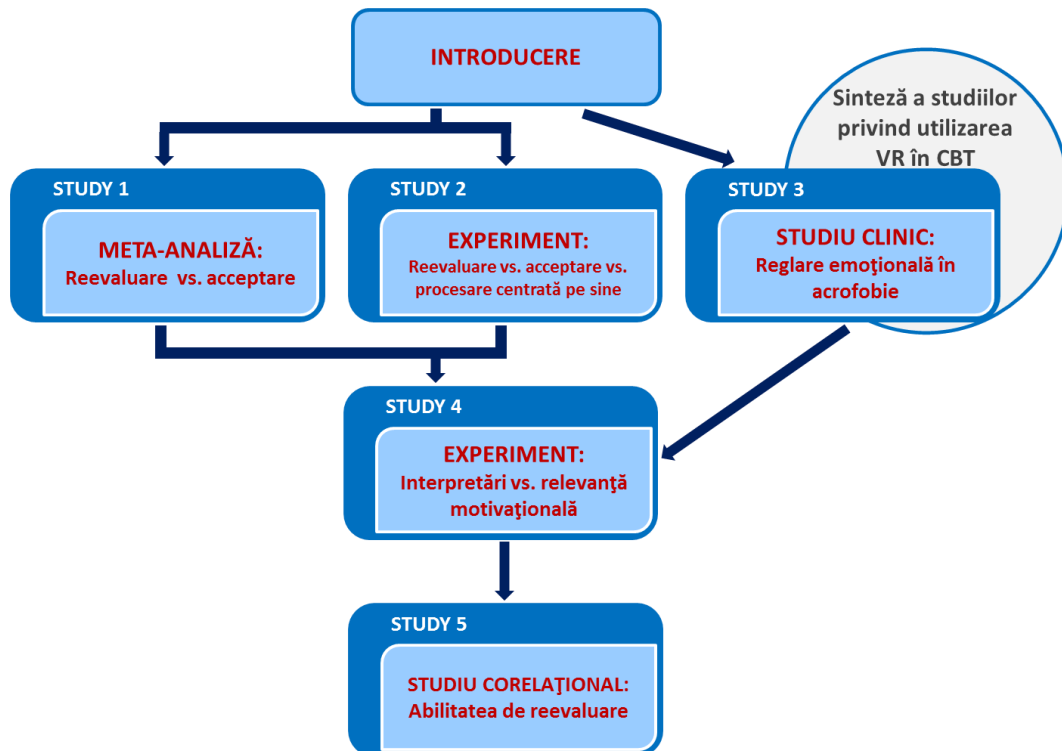 INTRODUCERE
Sinteză a studiilor
privind utilizarea
VR în CBT
STUDY 1
META-ANALIZĂ:
Reevaluare vs. acceptare
STUDY 2
EXPERIMENT:
Reevaluare vs. acceptare vs.
procesare centrată pe sine
STUDY 3
STUDIU CLINIC:
Reglare emoţională în
acrofobie
STUDY 4
EXPERIMENT:
Interpretări vs. relevanţă
motivaţională
STUDY 5
STUDIU CORELAŢIONAL:
Abilitatea de reevaluare